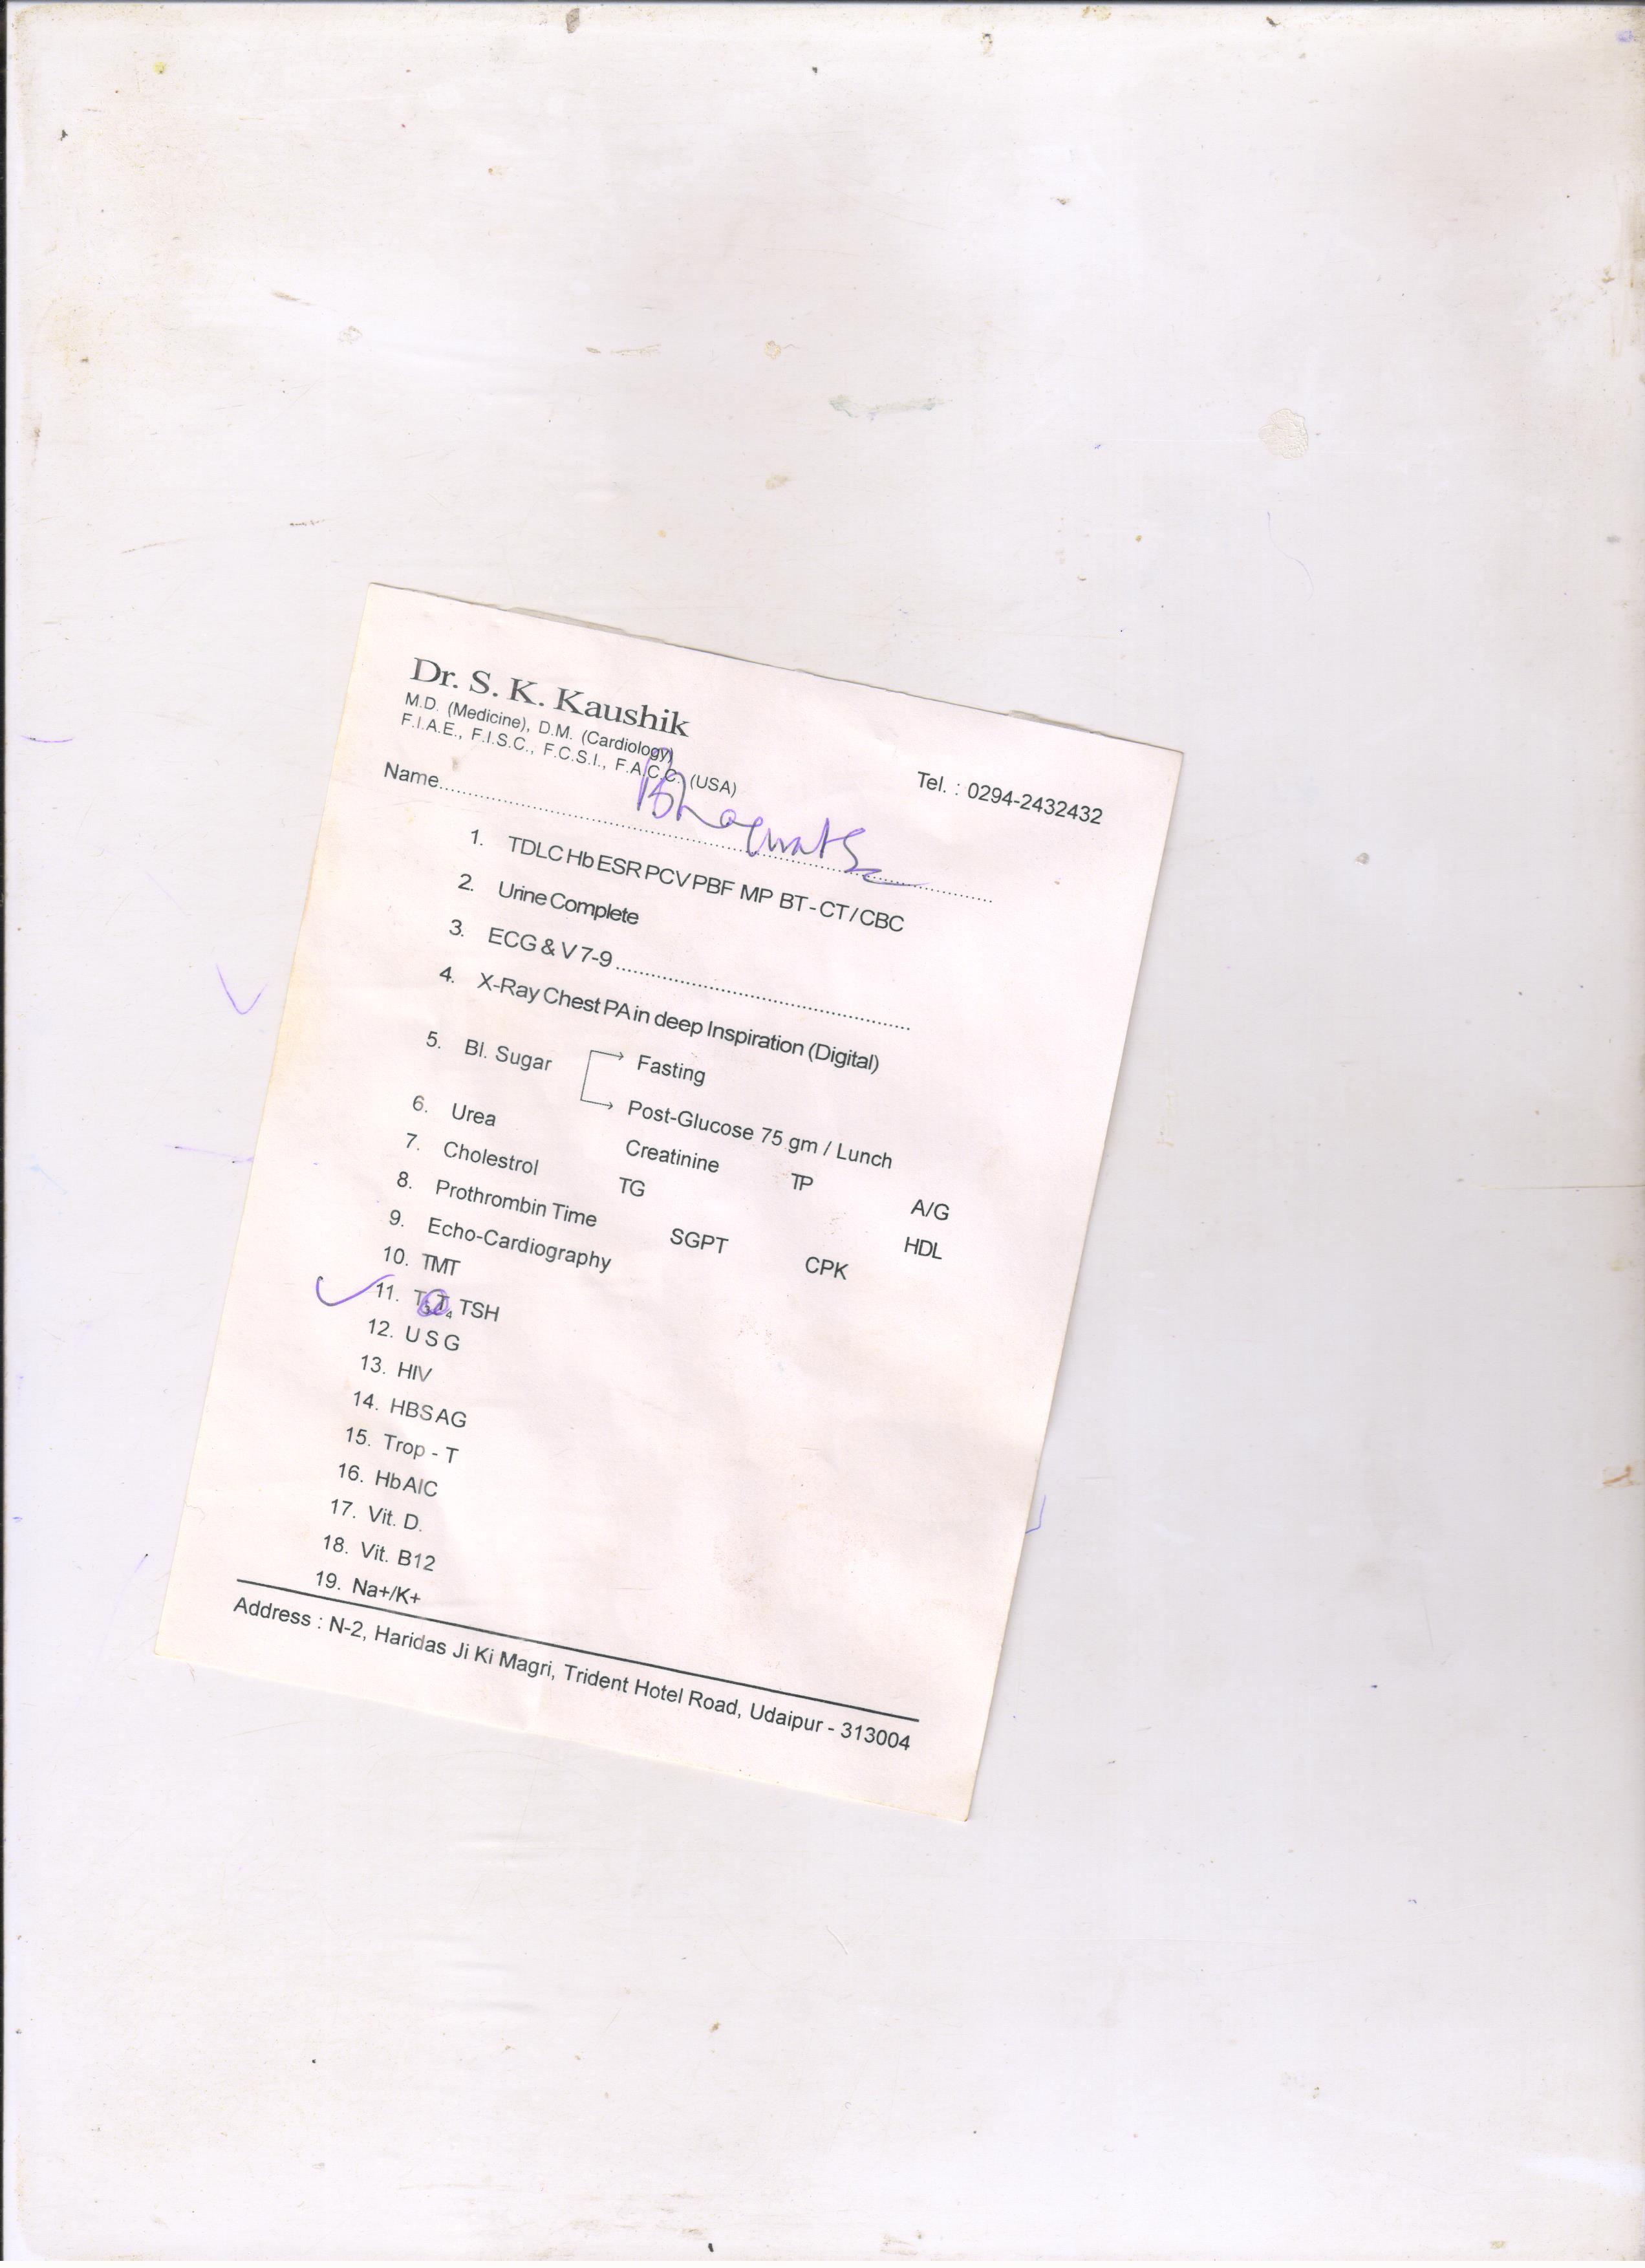 Dr. S. K. Kaushik
M.D. (Medicine), D.M. (Cardiology)
F.I.A.E., F.I.S.C., F.C.S.I., F.A.C.C. (USA)
Tel. : 0294-2432432
Name
1. TDLC Hb ESR PCV PBF MP BT - CT / CBC
2. Urine Complete
3. ECG & V 7-9
4. X-Ray Chest PA in deep Inspiration (Digital)
5. Bl. Sugar Fasting
Post-Glucose 75 gm / Lunch
6. Urea Creatinine TP A/G
7. Cholestrol TG HDL
8. Prothrombin Time SGPT CPK
9. Echo-Cardiography
10. TMT
11. T₃ T₄ TSH
12. U S G
13. HIV
14. HBSAG
15. Trop - T
16. HbAIC
17. Vit. D.
18. Vit. B12
19. Na+/K+
Address : N-2, Haridas Ji Ki Magri, Trident Hotel Road, Udaipur - 313004